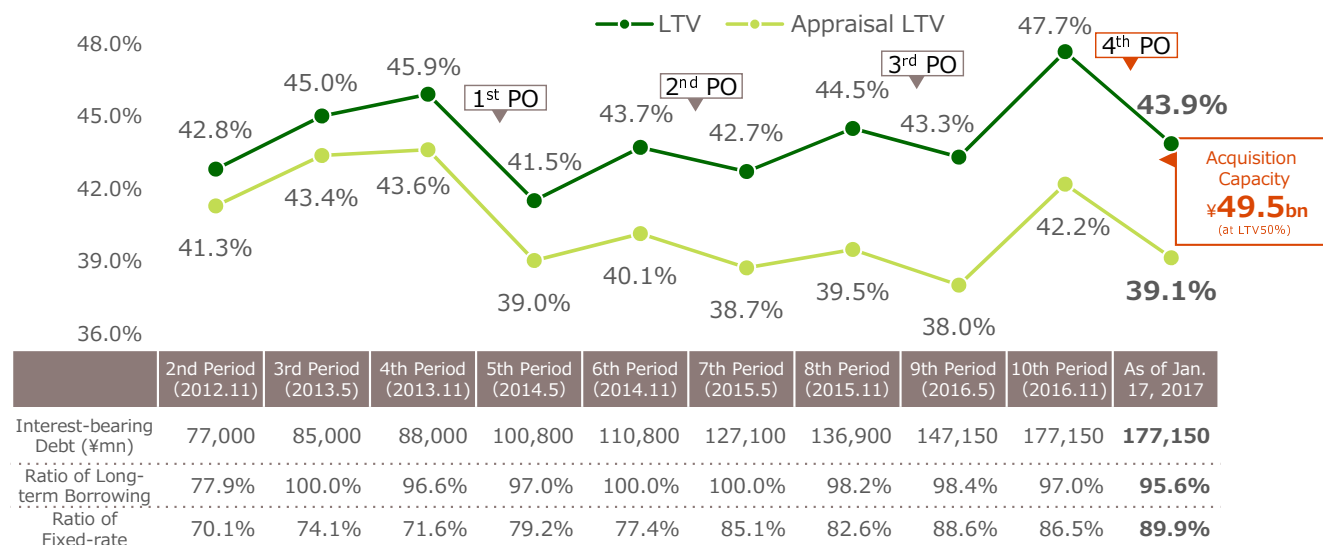 LTV Appraisal LTV
48.0%
45.0%
42.0%
39.0%
36.0%
42.8%
45.0%
45.9%
41.5%
43.7%
42.7%
44.5%
43.3%
47.7%
43.9%
1st PO
2nd PO
3rd PO
4th PO
41.3%
43.4%
43.6%
39.0%
40.1%
38.7%
39.5%
38.0%
42.2%
39.1%
Acquisition
Capacity
¥49.5bn
(at LTV50%)
2nd Period 3rd Period 4th Period 5th Period 6th Period 7th Period 8th Period 9th Period 10th Period As of Jan.
(2012.11) (2013.5) (2013.11) (2014.5) (2014.11) (2015.5) (2015.11) (2016.5) (2016.11) 17, 2017
Interest-bearing
Debt (¥mn) 77,000 85,000 88,000 100,800 110,800 127,100 136,900 147,150 177,150 177,150
Ratio of Long-
term Borrowing 77.9% 100.0% 96.6% 97.0% 100.0% 100.0% 98.2% 98.4% 97.0% 95.6%
Ratio of
Fixed-rate 70.1% 74.1% 71.6% 79.2% 77.4% 85.1% 82.6% 88.6% 86.5% 89.9%